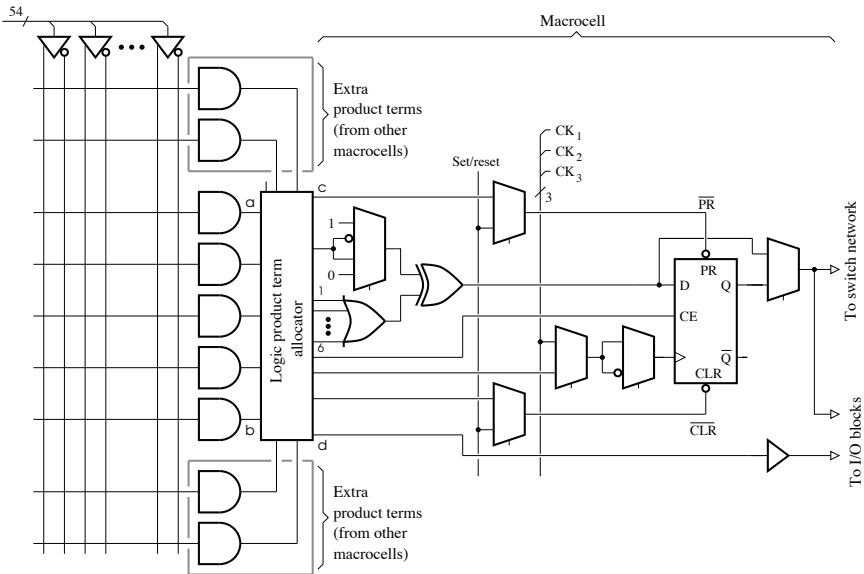 54
Macrocell
Extra
product terms
(from other
macrocells)
CK1
CK2
CK3
Set/reset
3
a
c
PR
1
0
1
6
Logic product term
allocator
PR
D
Q
CE
Q
CLR
CLR
b
d
To switch network
To I/O blocks
Extra
product terms
(from other
macrocells)